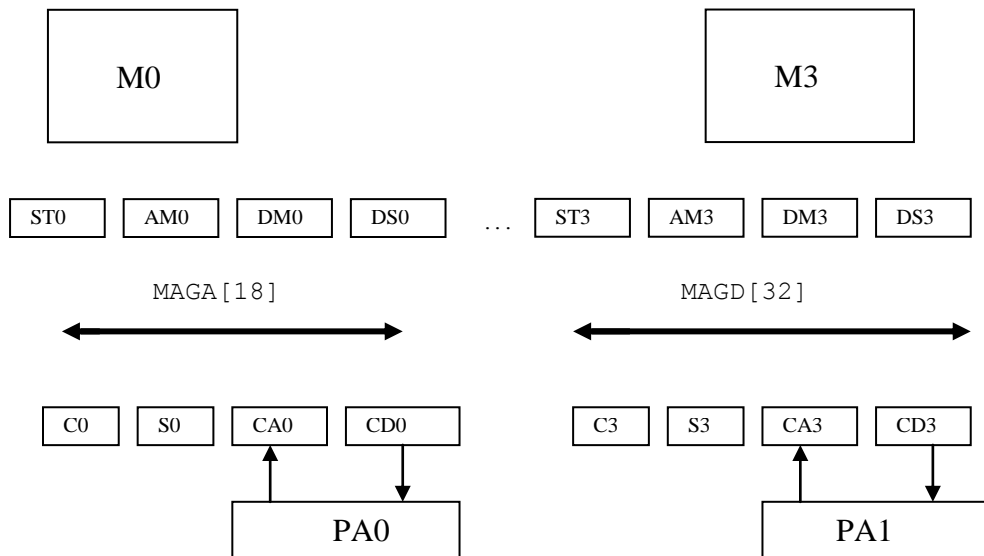 M0 M3
ST0 AM0 DM0 DS0 ... ST3 AM3 DM3 DS3
MAGA[18] MAGD[32]
C0 S0 CA0 CD0 C3 S3 CA3 CD3
PA0 PA1